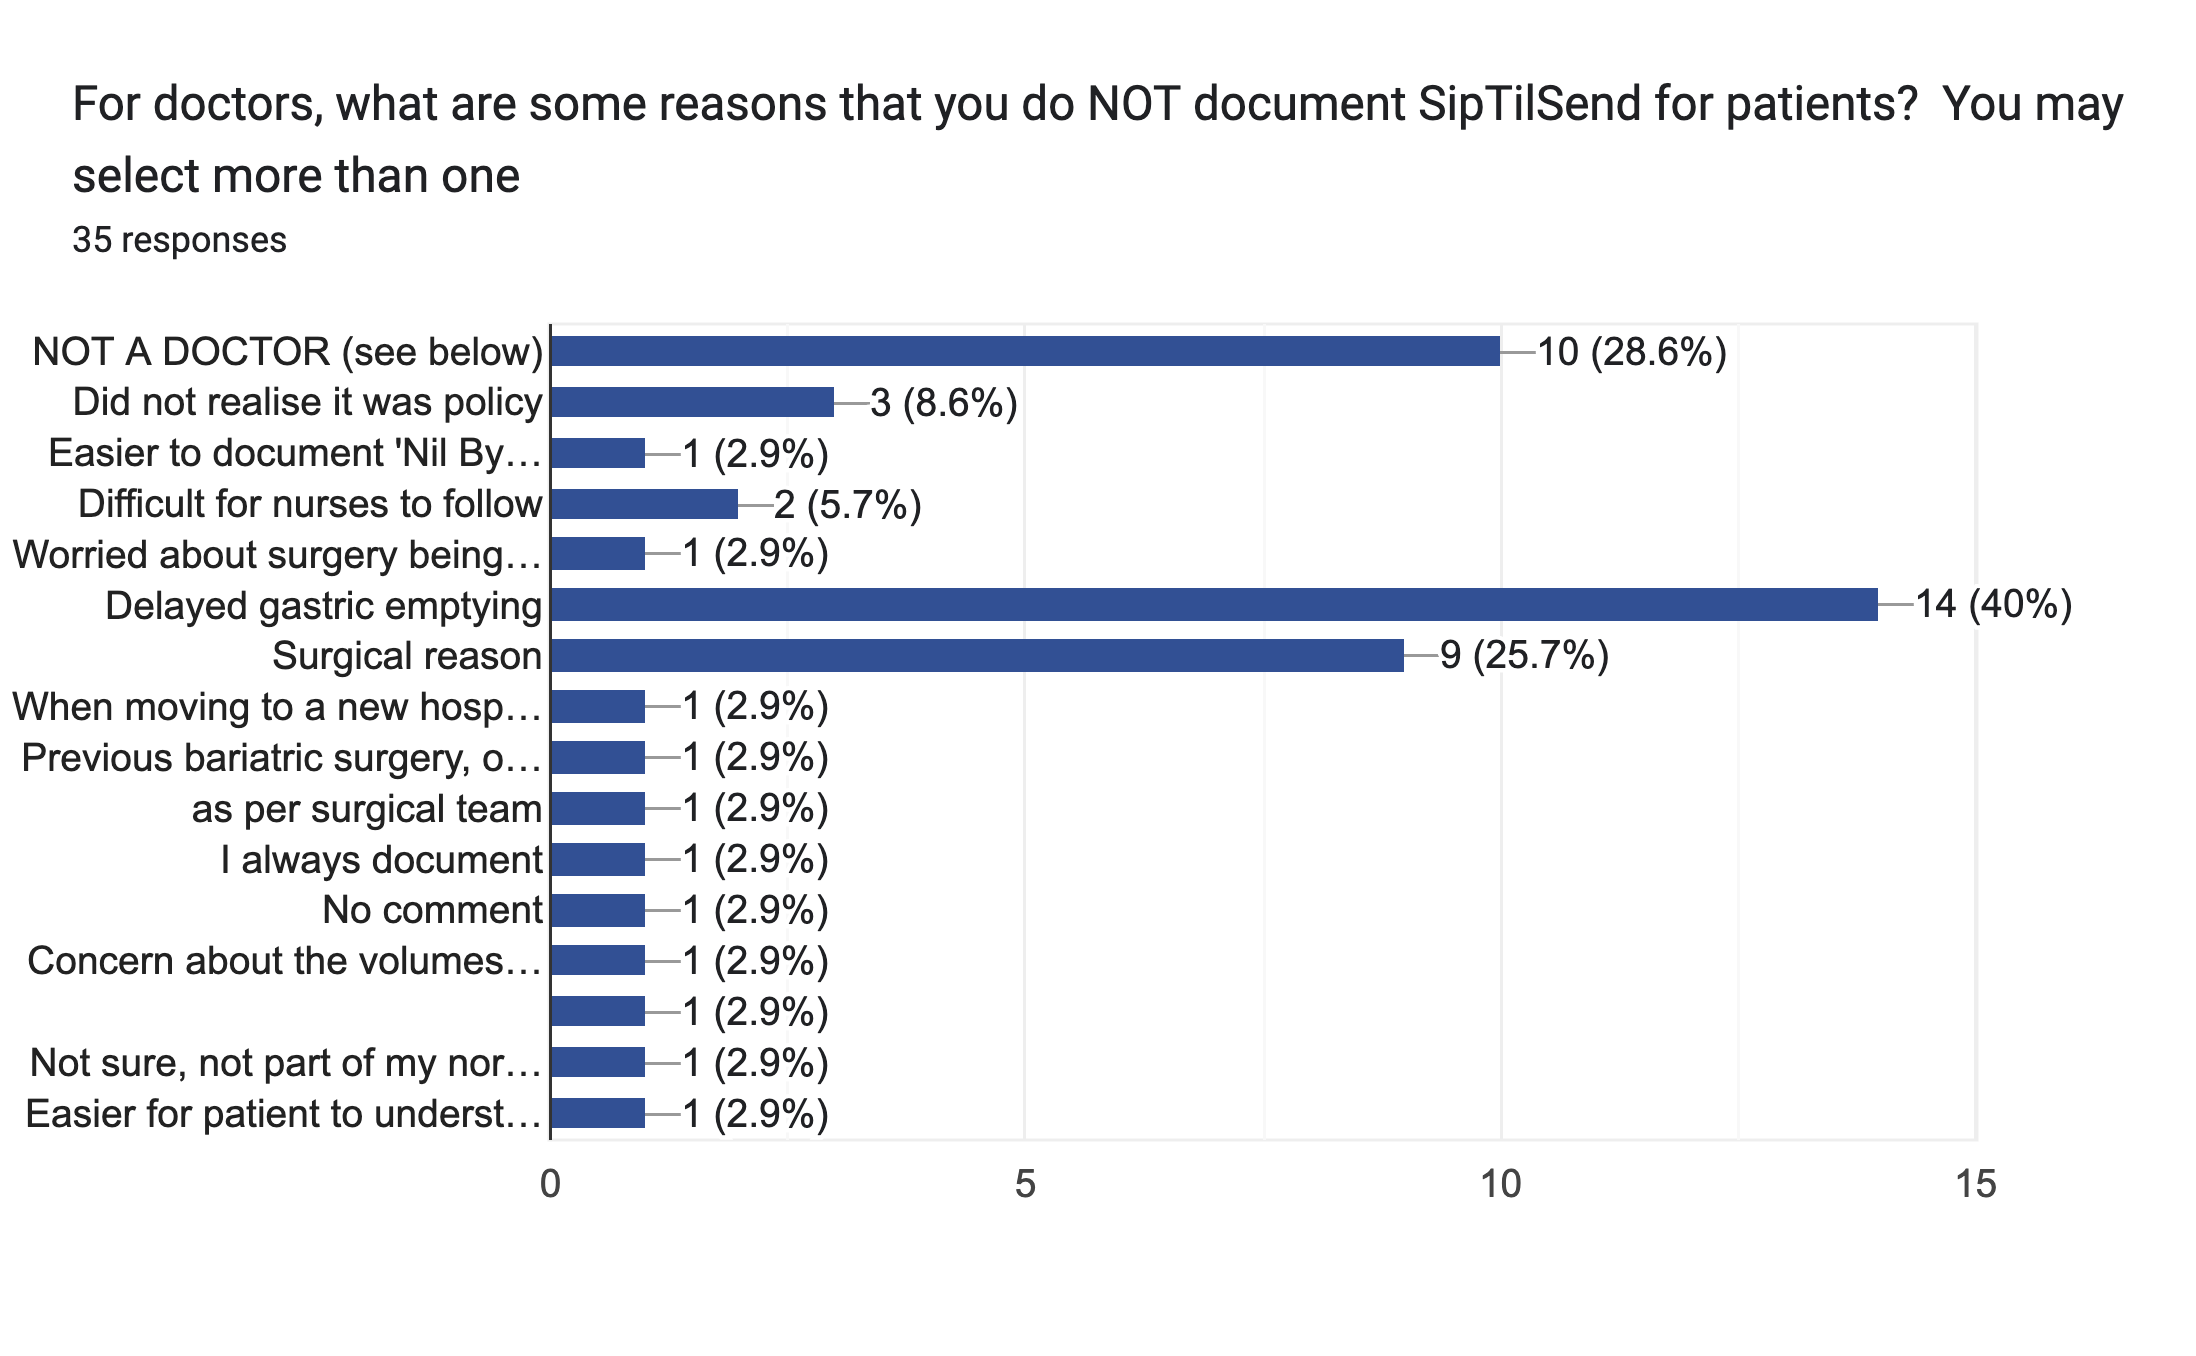 For doctors, what are some reasons that you do NOT document SipTilSend for patients?  You may
select more than one
35 responses
NOT A DOCTOR (see below) 10 (28.6%)
Did not realise it was policy 3 (8.6%)
Easier to document 'Nil By… 1 (2.9%)
Difficult for nurses to follow 2 (5.7%)
Worried about surgery being… 1 (2.9%)
Delayed gastric emptying 14 (40%)
Surgical reason 9 (25.7%)
When moving to a new hosp… 1 (2.9%)
Previous bariatric surgery, o… 1 (2.9%)
as per surgical team 1 (2.9%)
I always document 1 (2.9%)
No comment 1 (2.9%)
Concern about the volumes… 1 (2.9%)
1 (2.9%)
Not sure, not part of my nor… 1 (2.9%)
Easier for patient to underst… 1 (2.9%)
0 5 10 15